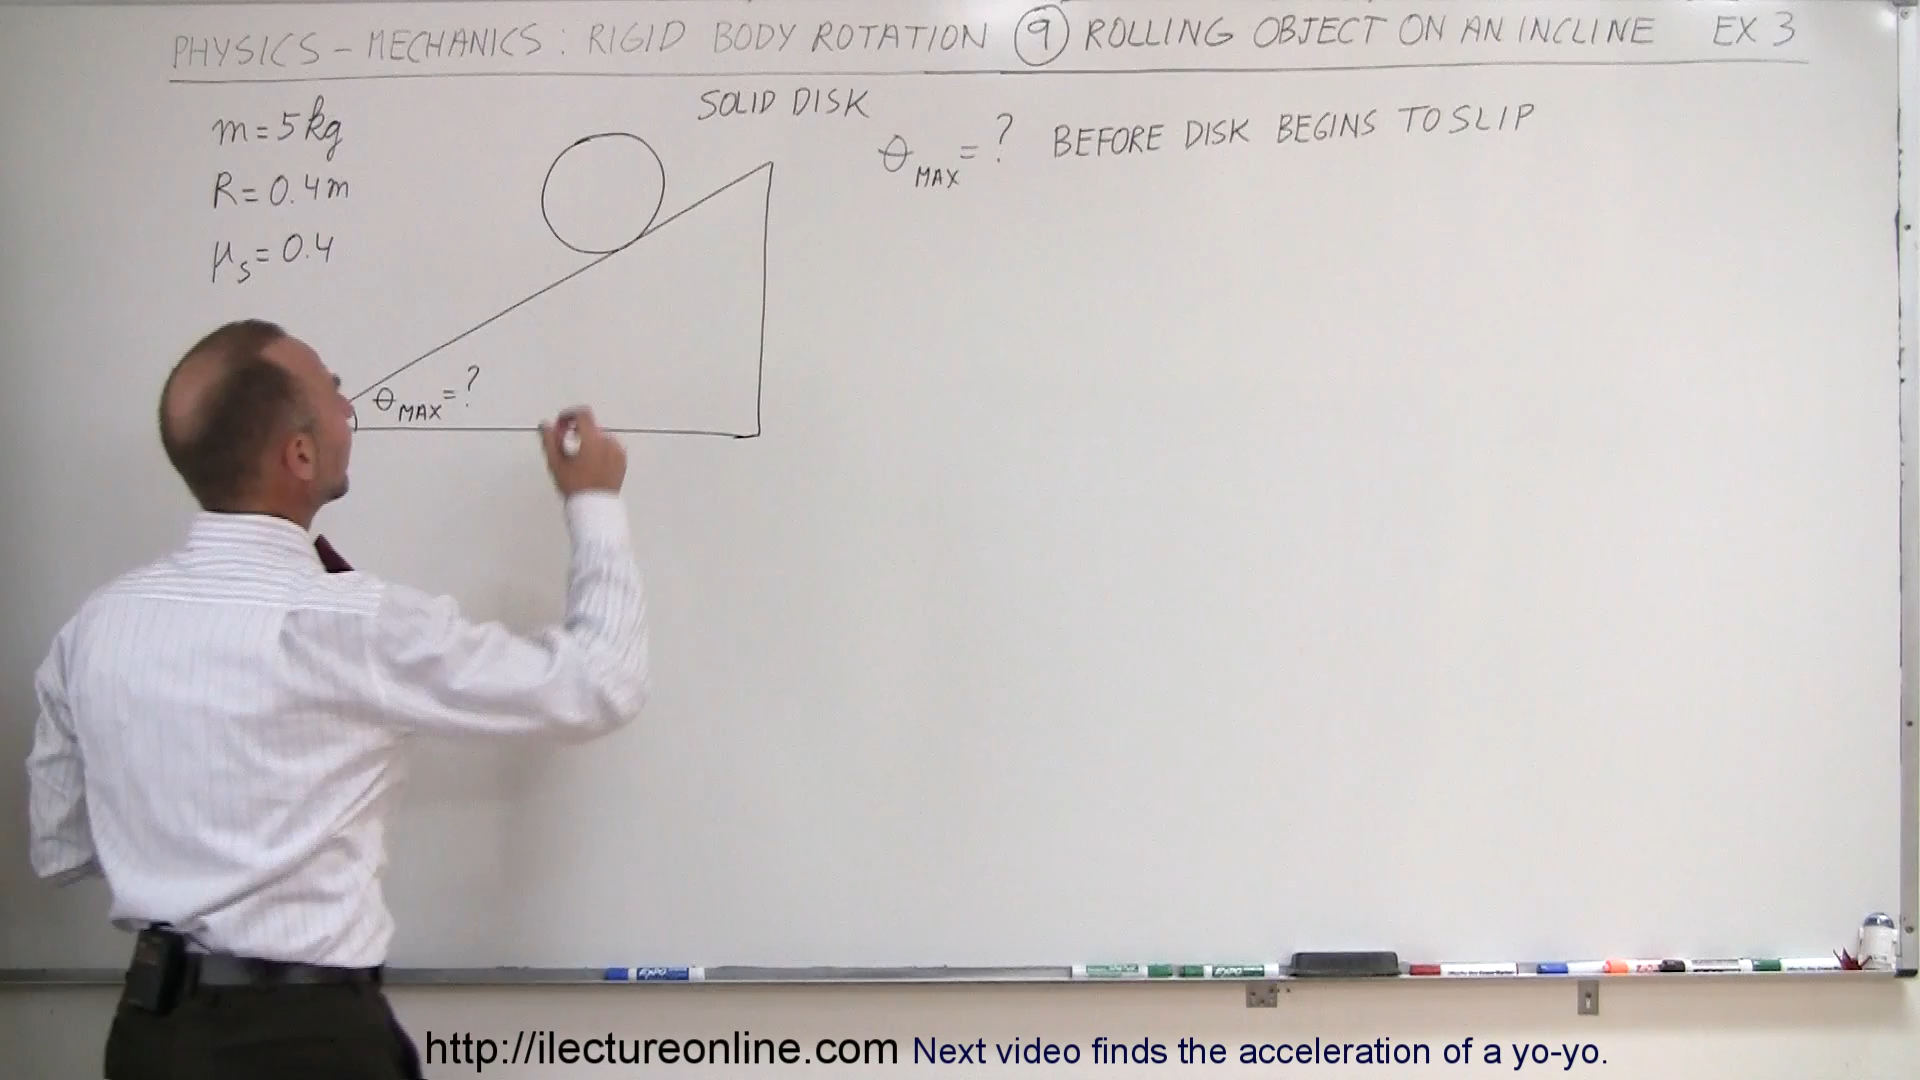 PHYSICS - MECHANICS: RIGID BODY ROTATION (9) ROLLING OBJECT ON AN INCLINE EX 3
SOLID DISK
m = 5 kg
R = 0.4 m
μs = 0.4
θMAX = ? BEFORE DISK BEGINS TO SLIP
θMAX = ?
EXPO
EXPO
http://ilectureonline.com Next video finds the acceleration of a yo-yo.